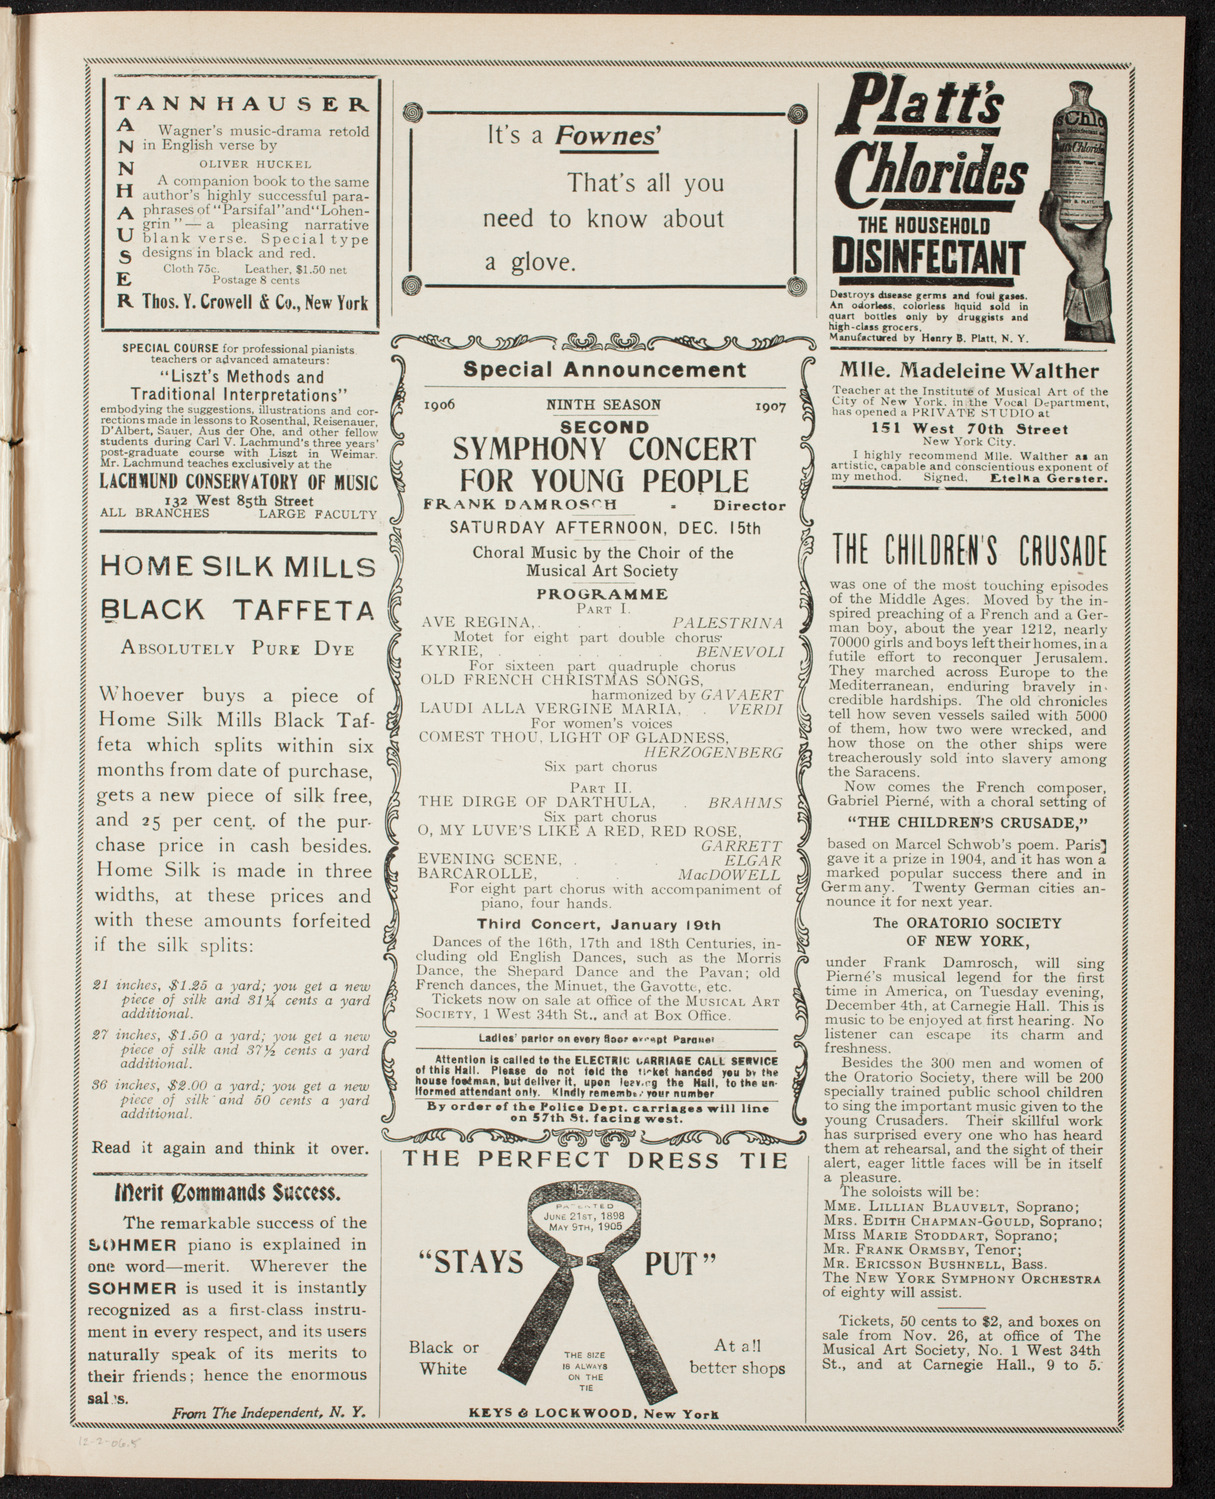 TANNHAUSER
TANNHAUSER
Wagner's music-drama retold
in English verse by
OLIVER HUCKEL
A companion book to the same
author's highly successful para-
phrases of "Parsifal" and "Lohen-
grin"—a pleasing narrative
blank verse. Special type
designs in black and red.
Cloth 75c. Leather, $1.50 net
Postage 8 cents
Thos. Y. Crowell & Co., New York
SPECIAL COURSE for professional pianists
teachers or advanced amateurs:
"Liszt's Methods and
Traditional Interpretations"
embodying the suggestions, illustrations and cor-
rections made in lessons to Rosenthal, Reisenauer,
D'Albert, Sauer, Aus der Ohe, and other fellow
students during Carl V. Lachmund's three years'
post-graduate course with Liszt in Weimar.
Mr. Lachmund teaches exclusively at the
LACHMUND CONSERVATORY OF MUSIC
132 West 85th Street
ALL BRANCHES LARGE FACULTY
HOME SILK MILLS
BLACK TAFFETA
ABSOLUTELY PURE DYE
Whoever buys a piece of
Home Silk Mills Black Taf-
feta which splits within six
months from date of purchase,
gets a new piece of silk free,
and 25 per cent. of the pur-
chase price in cash besides.
Home Silk is made in three
widths, at these prices and
with these amounts forfeited
if the silk splits:
21 inches, $1.25 a yard; you get a new
piece of silk and 31¼ cents a yard
additional.
27 inches, $1.50 a yard; you get a new
piece of silk and 37½ cents a yard
additional.
36 inches, $2.00 a yard; you get a new
piece of silk and 50 cents a yard
additional.
Read it again and think it over.
Merit Commands Success.
The remarkable success of the
SOHMER piano is explained in
one word—merit. Wherever the
SOHMER is used it is instantly
recognized as a first-class instru-
ment in every respect, and its users
naturally speak of its merits to
their friends; hence the enormous
sales.
From The Independent, N. Y.
It's a Fownes'
That's all you
need to know about
a glove.
Special Announcement
1906 NINTH SEASON 1907
SECOND
SYMPHONY CONCERT
FOR YOUNG PEOPLE
FRANK DAMROSCH - Director
SATURDAY AFTERNOON, DEC. 15th
Choral Music by the Choir of the
Musical Art Society
PROGRAMME
PART I.
AVE REGINA, . . . PALESTRINA
Motet for eight part double chorus
KYRIE, . . . . . . BENEVOLI
For sixteen part quadruple chorus
OLD FRENCH CHRISTMAS SONGS,
harmonized by GAVAERT
LAUDI ALLA VERGINE MARIA, . . VERDI
For women's voices
COMEST THOU, LIGHT OF GLADNESS,
HERZOGENBERG
Six part chorus
PART II.
THE DIRGE OF DARTHULA, . BRAHMS
Six part chorus
O, MY LUVE'S LIKE A RED, RED ROSE,
GARRETT
EVENING SCENE, . . . ELGAR
BARCAROLLE, . . MacDOWELL
For eight part chorus with accompaniment of
piano, four hands.
Third Concert, January 19th
Dances of the 16th, 17th and 18th Centuries, in-
cluding old English Dances, such as the Morris
Dance, the Shepard Dance and the Pavan; old
French dances, the Minuet, the Gavotte, etc.
Tickets now on sale at office of the MUSICAL ART
SOCIETY, 1 West 34th St., and at Box Office.
Ladies' parlor on every floor except Parquet
Attention is called to the ELECTRIC CARRIAGE CALL SERVICE
of this Hall. Please do not fold the ticket handed you by the
house footman, but deliver it, upon leaving the Hall, to the un-
iformed attendant only. Kindly remember your number
By order of the Police Dept. carriages will line
on 57th St. facing west.
THE PERFECT DRESS TIE
15½
PATENTED
JUNE 21ST, 1898
MAY 9TH, 1905
"STAYS PUT"
Black or
White
THE SIZE
IS ALWAYS
ON THE
TIE
At all
better shops
KEYS & LOCKWOOD, New York
Platt's
Chlorides
THE HOUSEHOLD
DISINFECTANT
Destroys disease germs and foul gases.
An odorless, colorless liquid sold in
quart bottles only by druggists and
high-class grocers.
Manufactured by Henry B. Platt, N. Y.
Mlle. Madeleine Walther
Teacher at the Institute of Musical Art of the
City of New York, in the Vocal Department,
has opened a PRIVATE STUDIO at
151 West 70th Street
New York City.
I highly recommend Mlle. Walther as an
artistic, capable and conscientious exponent of
my method. Signed, Etelka Gerster.
THE CHILDREN'S CRUSADE
was one of the most touching episodes
of the Middle Ages. Moved by the in-
spired preaching of a French and a Ger-
man boy, about the year 1212, nearly
70000 girls and boys left their homes, in a
futile effort to reconquer Jerusalem.
They marched across Europe to the
Mediterranean, enduring bravely in-
credible hardships. The old chronicles
tell how seven vessels sailed with 5000
of them, how two were wrecked, and
how those on the other ships were
treacherously sold into slavery among
the Saracens.
Now comes the French composer,
Gabriel Pierné, with a choral setting of
"THE CHILDREN'S CRUSADE,"
based on Marcel Schwob's poem. Paris
gave it a prize in 1904, and it has won a
marked popular success there and in
Germany. Twenty German cities an-
nounce it for next year.
The ORATORIO SOCIETY
OF NEW YORK,
under Frank Damrosch, will sing
Pierné's musical legend for the first
time in America, on Tuesday evening,
December 4th, at Carnegie Hall. This is
music to be enjoyed at first hearing. No
listener can escape its charm and
freshness.
Besides the 300 men and women of
the Oratorio Society, there will be 200
specially trained public school children
to sing the important music given to the
young Crusaders. Their skillful work
has surprised every one who has heard
them at rehearsal, and the sight of their
alert, eager little faces will be in itself
a pleasure.
The soloists will be:
MME. LILLIAN BLAUVELT, Soprano;
MRS. EDITH CHAPMAN-GOULD, Soprano;
MISS MARIE STODDART, Soprano;
MR. FRANK ORMSBY, Tenor;
MR. ERICSSON BUSHNELL, Bass.
The NEW YORK SYMPHONY ORCHESTRA
of eighty will assist.
Tickets, 50 cents to $2, and boxes on
sale from Nov. 26, at office of The
Musical Art Society, No. 1 West 34th
St., and at Carnegie Hall., 9 to 5.
12-2-06.5